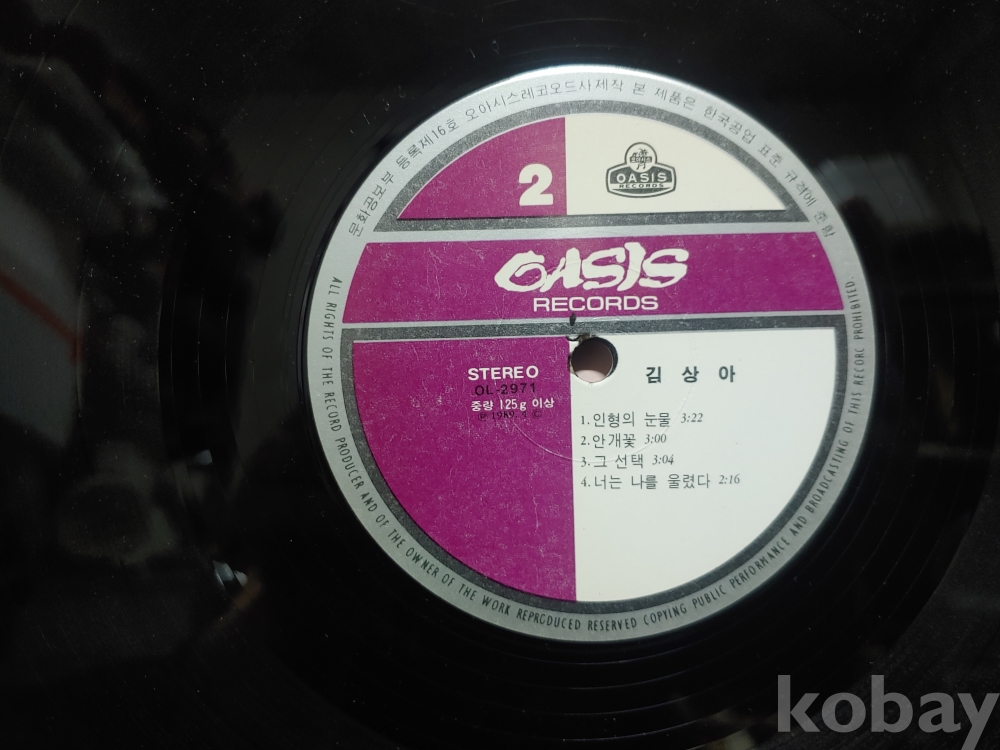 문화공보부 등록제16호 오아시스레코오드사제작 본 제품은 한국공업 표준 규격에 준함
2
OASIS
RECORDS
OASIS
RECORDS
STEREO
OL-2971
중량 125g 이상
김상아
1.인형의 눈물 3:22
2.안개꽃 3:00
3.그 선택 3:04
4.너는 나를 울렸다 2:16
ALL RIGHTS OF THE RECORD PRODUCER AND OF THE OWNER OF THE WORK REPRODUCED RESERVED COPYING PUBLIC PERFORMANCE AND BROADCASTING OF THIS RECORC PROHIBITED.
kobay